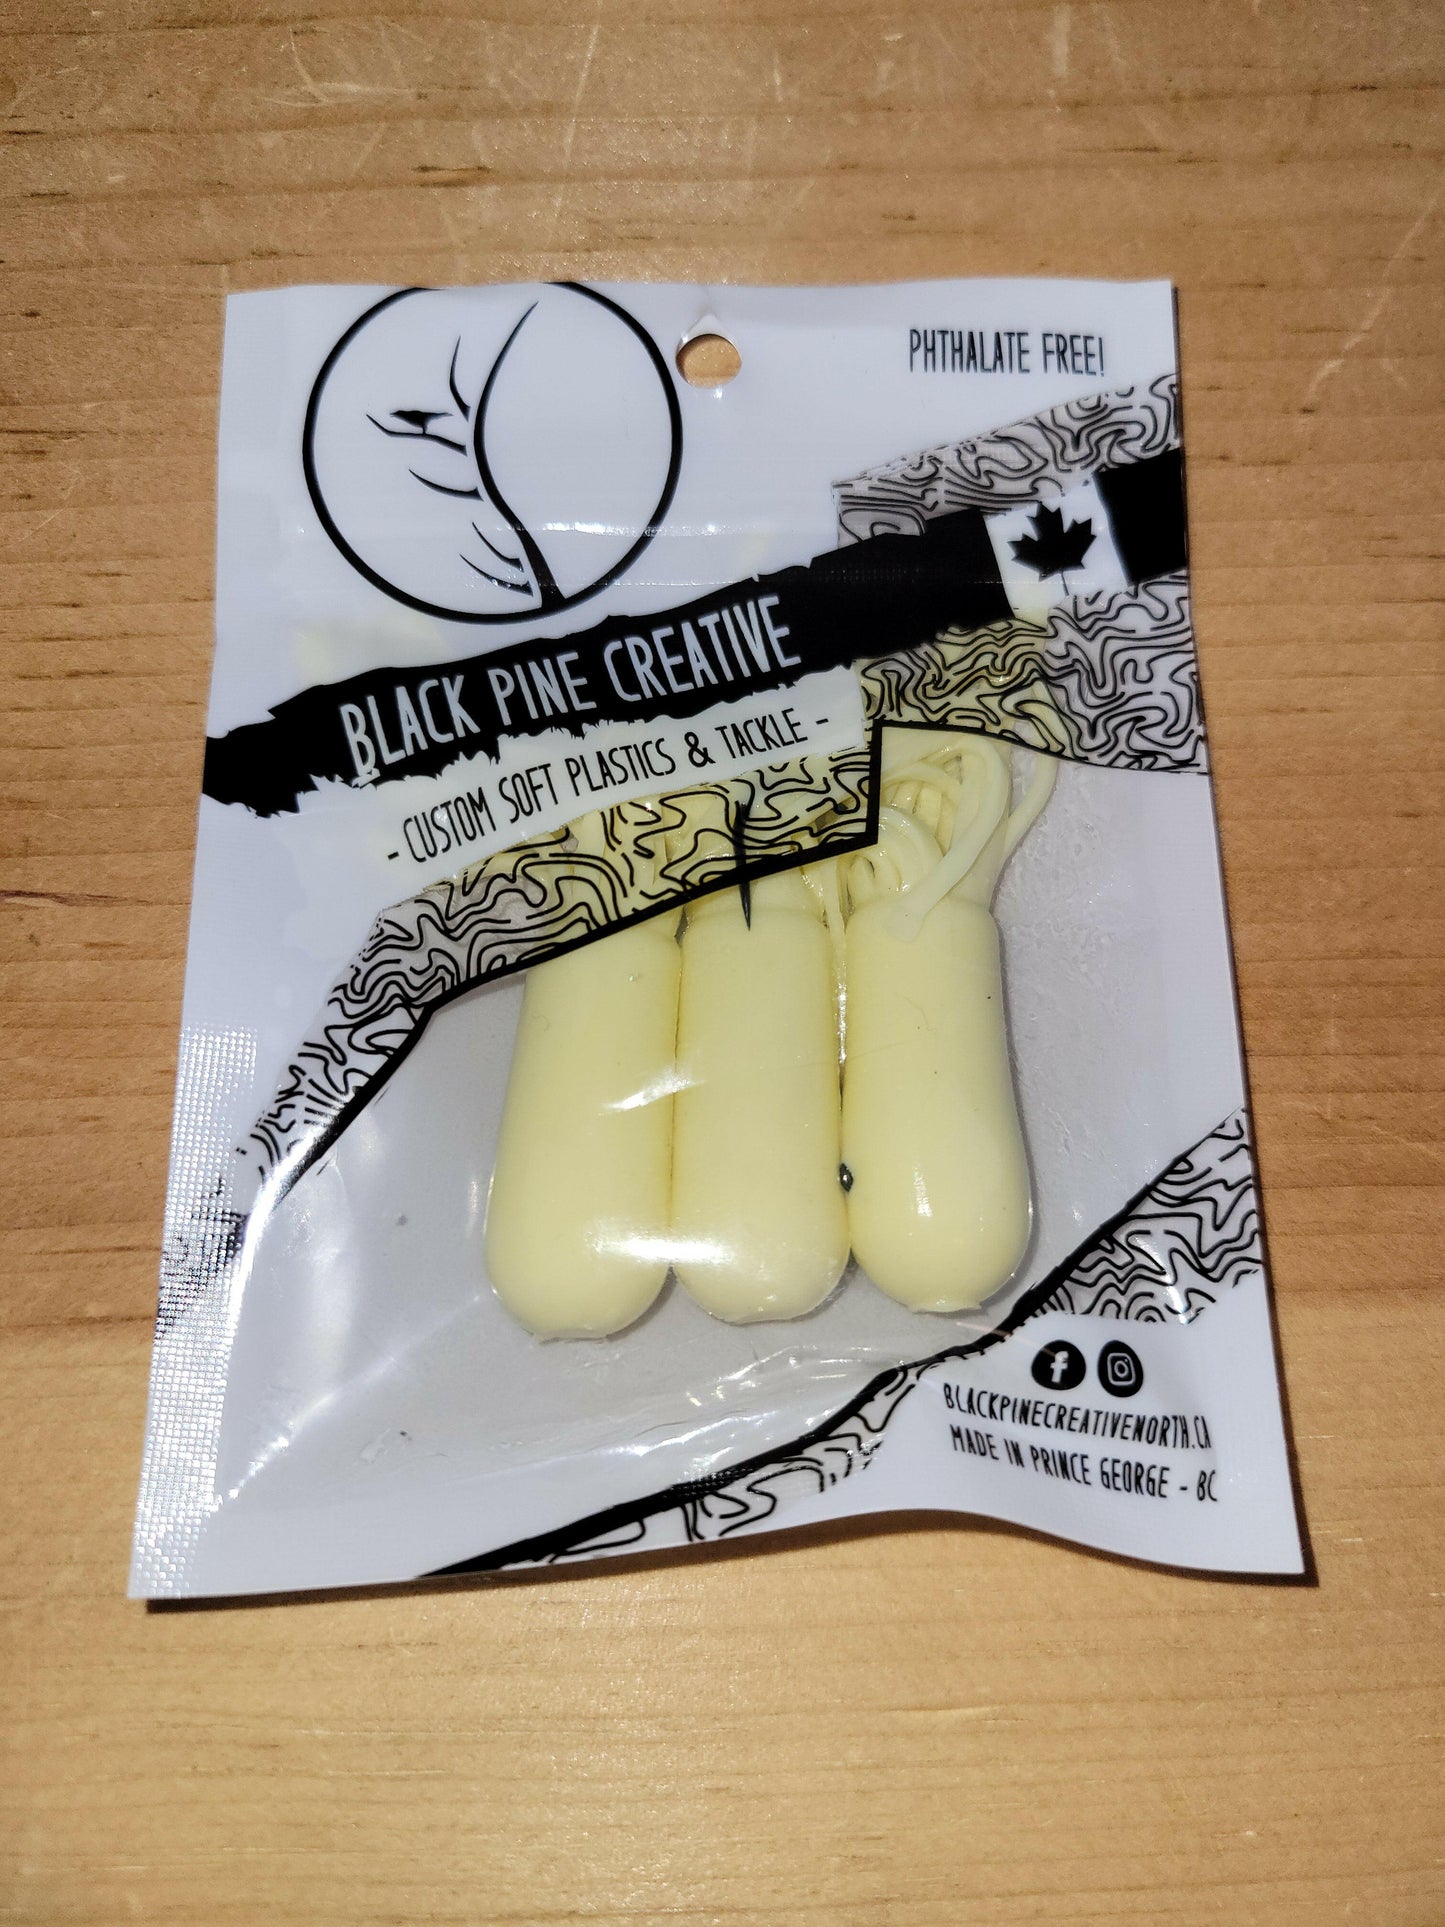 PHTHALATE FREE!
BLACK PINE CREATIVE
- CUSTOM SOFT PLASTICS & TACKLE -
BLACKPINECREATIVENORTH.CA
MADE IN PRINCE GEORGE - BC